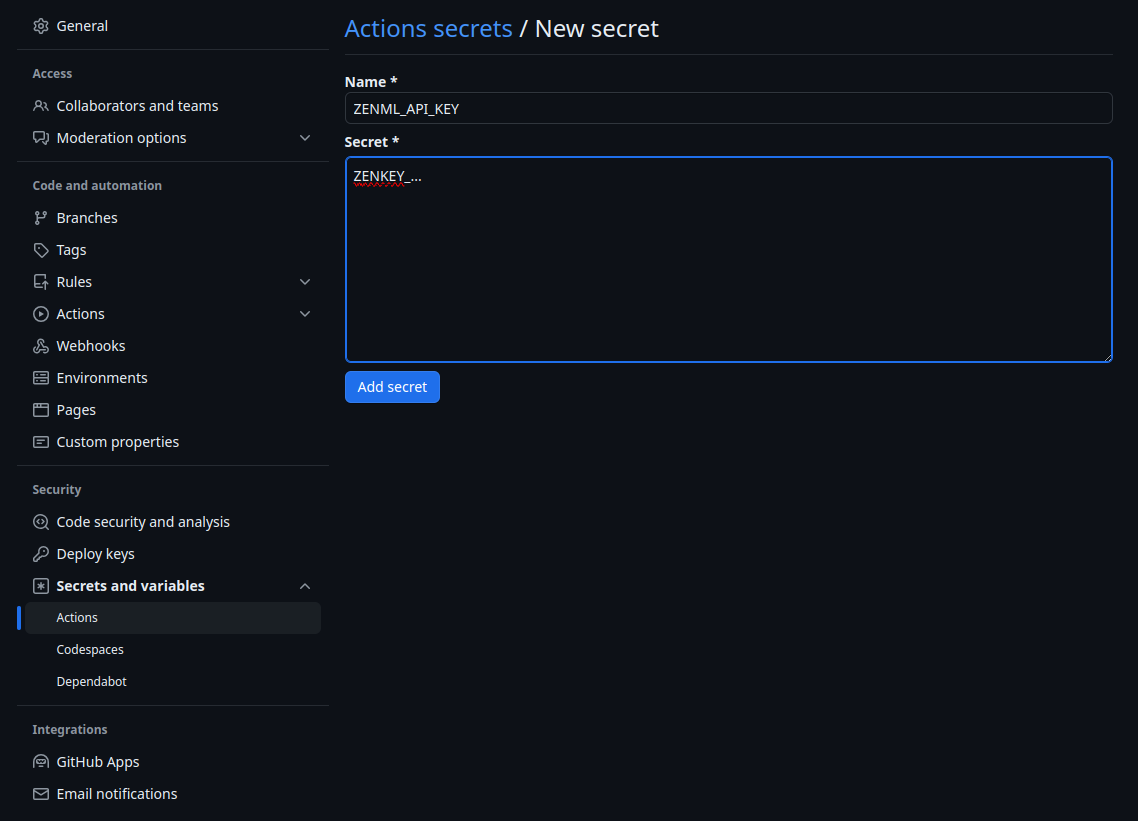 General
Access
Collaborators and teams
Moderation options
Code and automation
Branches
Tags
Rules
Actions
Webhooks
Environments
Pages
Custom properties
Security
Code security and analysis
Deploy keys
Secrets and variables
Actions
Codespaces
Dependabot
Integrations
GitHub Apps
Email notifications
Actions secrets / New secret
Name *
ZENML_API_KEY
Secret *
ZENKEY_...
Add secret